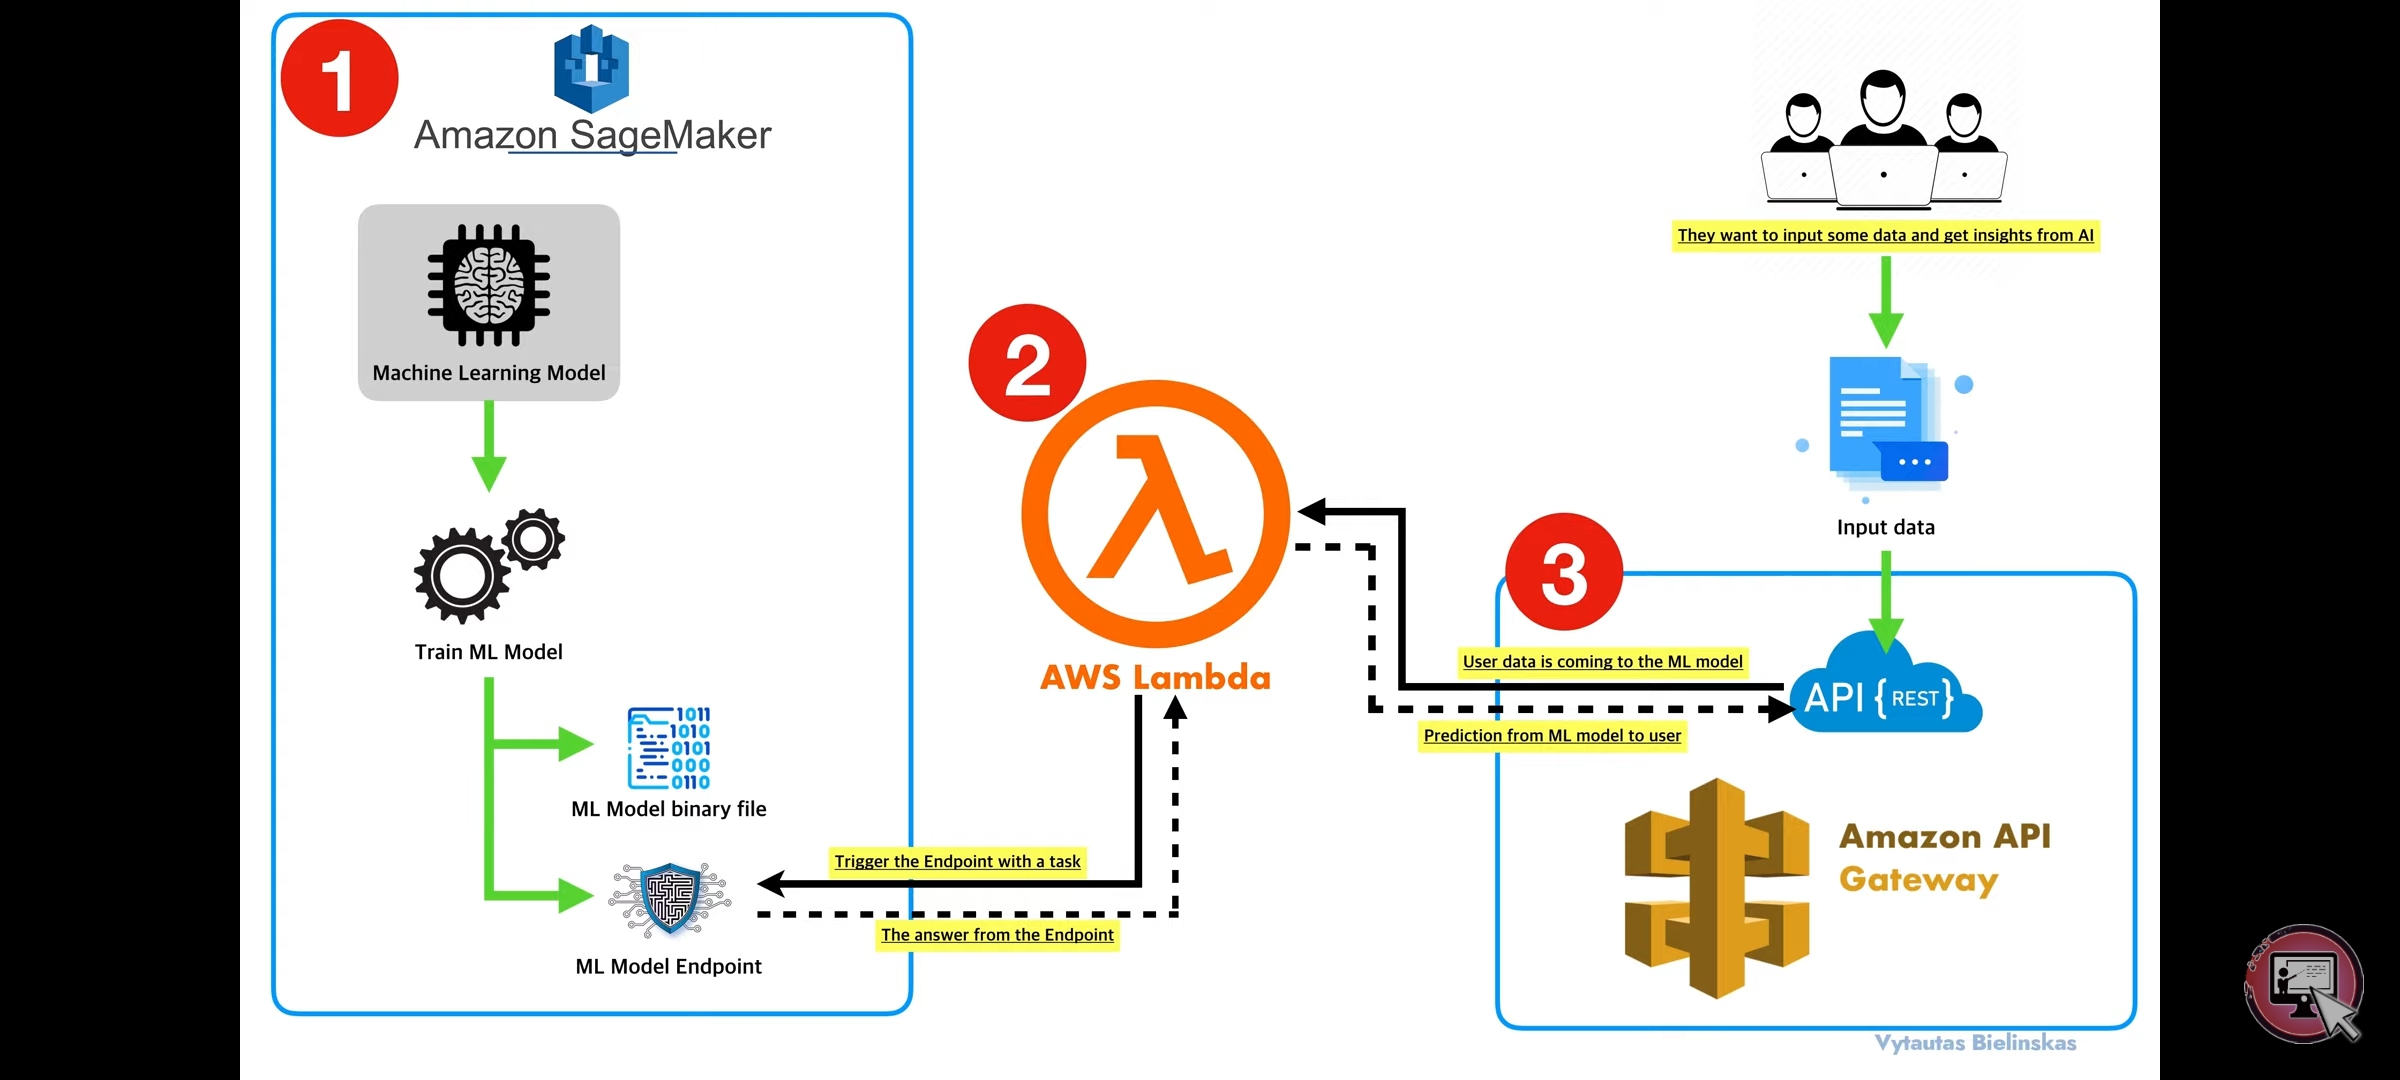 1
Amazon SageMaker
Machine Learning Model
Train ML Model
1011
1010
0101
000
0110
ML Model binary file
ML Model Endpoint
Trigger the Endpoint with a task
The answer from the Endpoint
2
AWS Lambda
They want to input some data and get insights from AI
Input data
3
User data is coming to the ML model
Prediction from ML model to user
API { REST }
Amazon API
Gateway
Vytautas Bielinskas